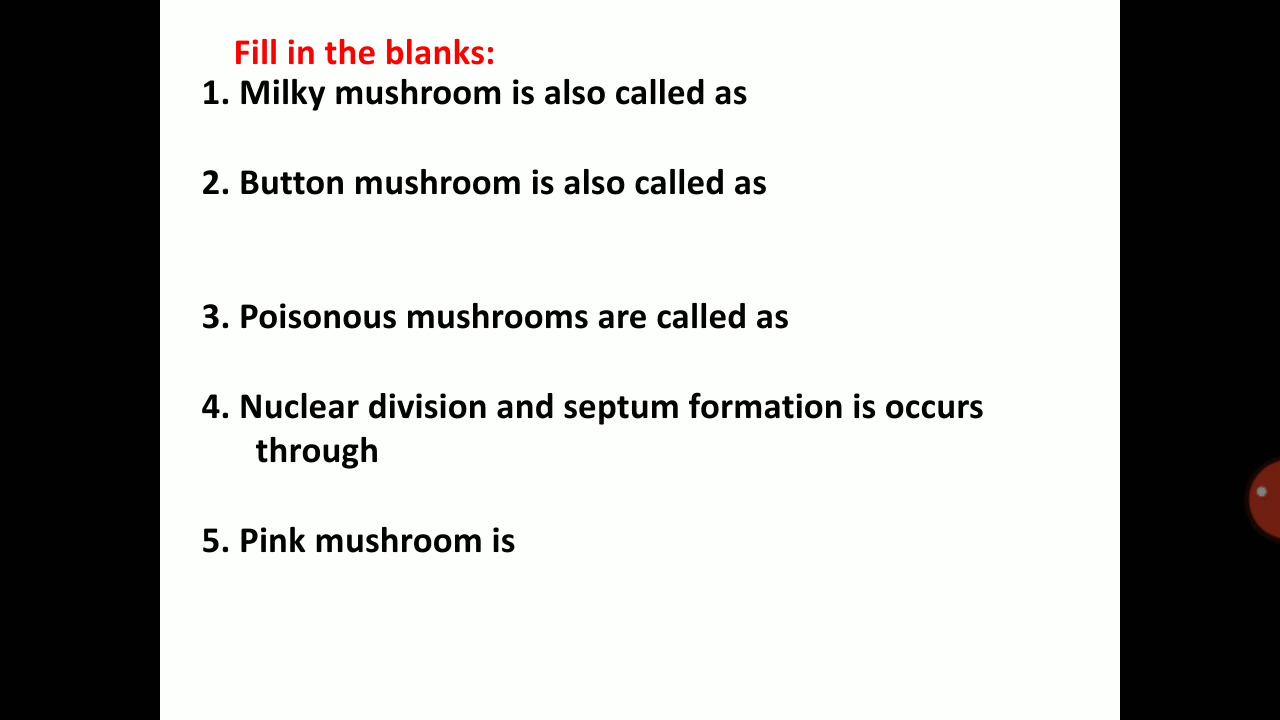 Fill in the blanks:
1. Milky mushroom is also called as
2. Button mushroom is also called as
3. Poisonous mushrooms are called as
4. Nuclear division and septum formation is occurs
through
5. Pink mushroom is